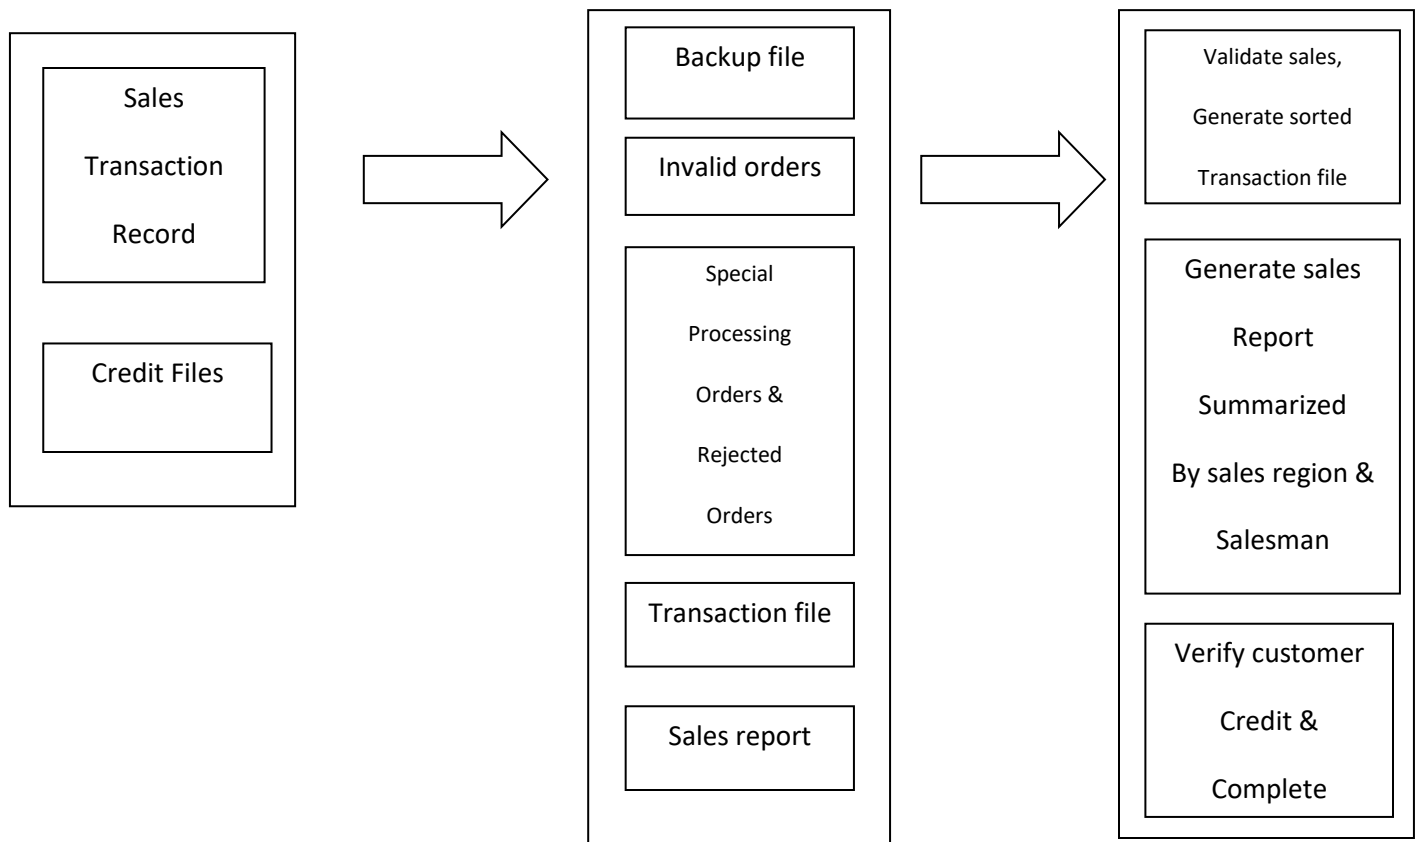 Sales
Transaction
Record
Credit Files
Backup file
Invalid orders
Special
Processing
Orders &
Rejected
Orders
Transaction file
Sales report
Validate sales,
Generate sorted
Transaction file
Generate sales
Report
Summarized
By sales region &
Salesman
Verify customer
Credit &
Complete